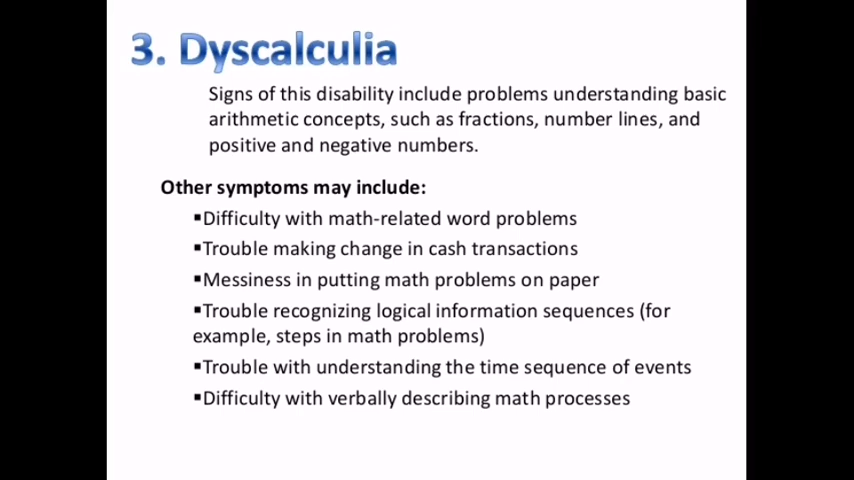 3. Dyscalculia
Signs of this disability include problems understanding basic
arithmetic concepts, such as fractions, number lines, and
positive and negative numbers.
Other symptoms may include:
▪Difficulty with math-related word problems
▪Trouble making change in cash transactions
▪Messiness in putting math problems on paper
▪Trouble recognizing logical information sequences (for
example, steps in math problems)
▪Trouble with understanding the time sequence of events
▪Difficulty with verbally describing math processes